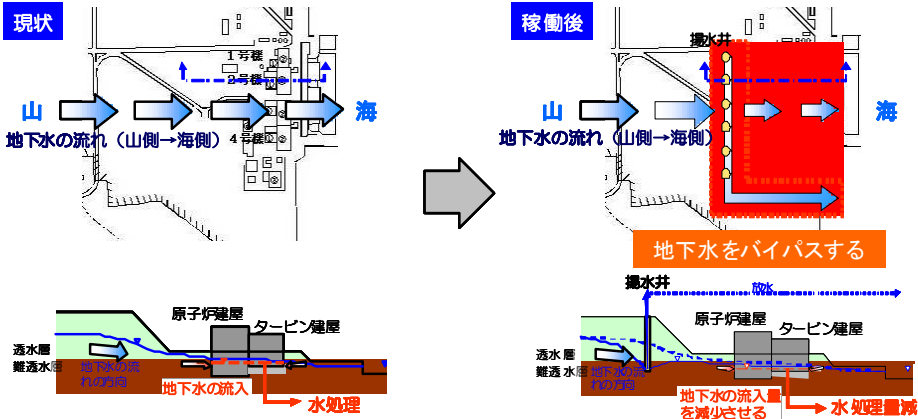 現状
1号機
2号機
山
海
地下水の流れ（山側→海側）
4号機
原子炉建屋
タービン建屋
透水層
難透水層
地下水の流
れの方向
地下水の流入
水処理
稼働後
揚水井
山
海
地下水の流れ（山側→海側）
地下水をバイパスする
揚水井
放水
原子炉建屋
タービン建屋
透水層
難透水層
地下水の流
れの方向
地下水の流入量
を減少させる
水処理量減